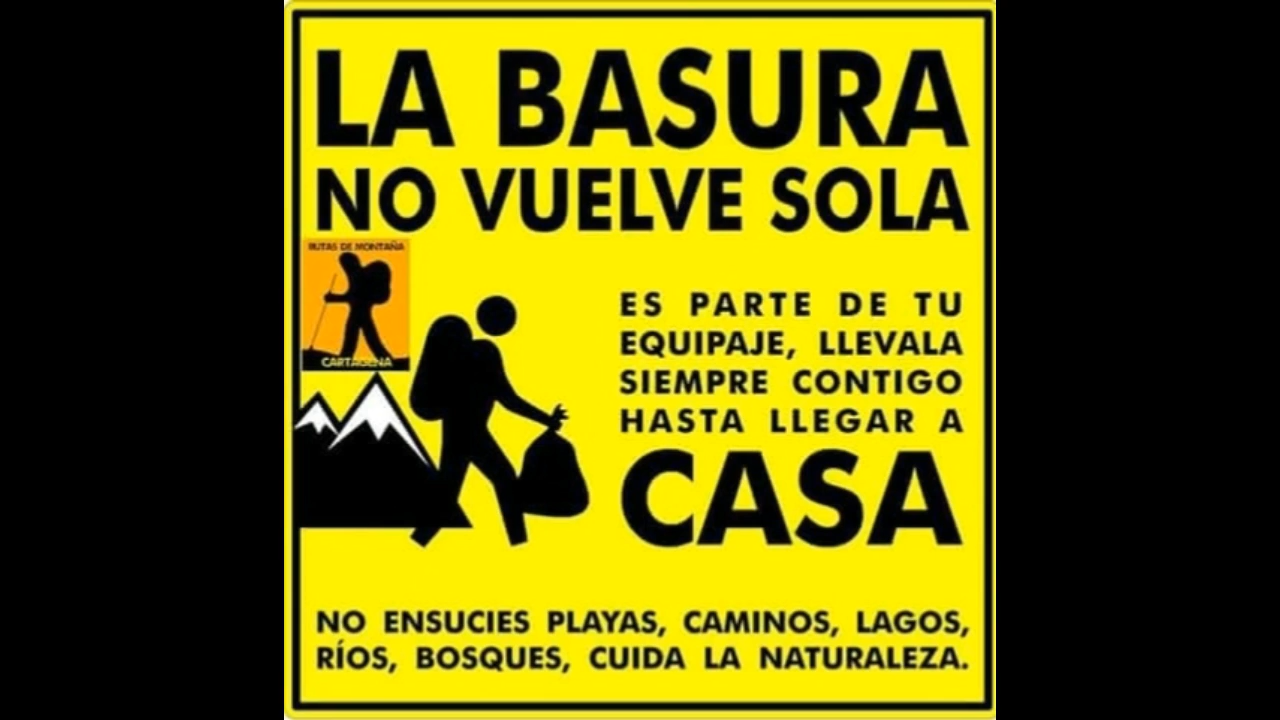 LA BASURA
NO VUELVE SOLA
RUTAS DE MONTAÑA
CARTAGENA
ES PARTE DE TU
EQUIPAJE, LLEVALA
SIEMPRE CONTIGO
HASTA LLEGAR A
CASA
NO ENSUCIES PLAYAS, CAMINOS, LAGOS,
RÍOS, BOSQUES, CUIDA LA NATURALEZA.